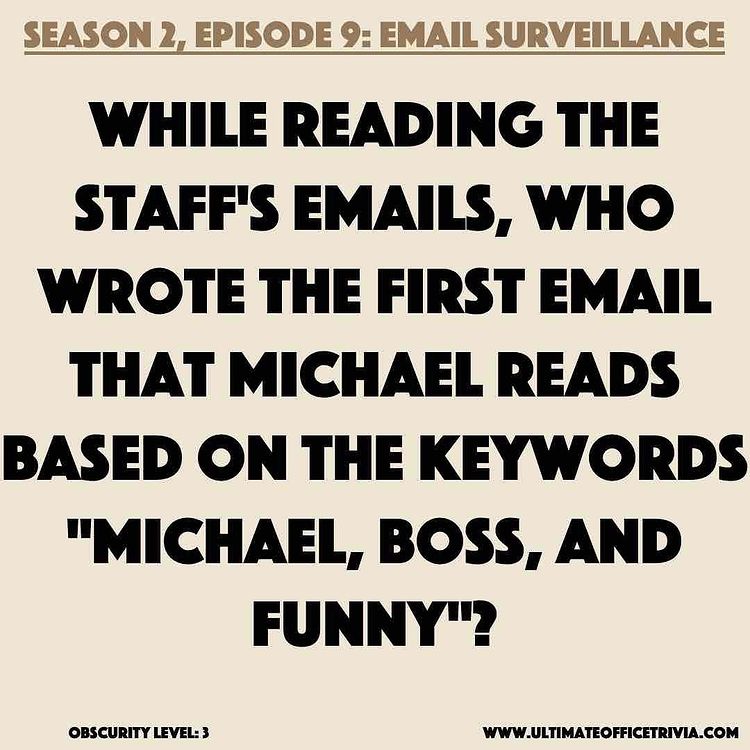 SEASON 2, EPISODE 9: EMAIL SURVEILLANCE
WHILE READING THE
STAFF'S EMAILS, WHO
WROTE THE FIRST EMAIL
THAT MICHAEL READS
BASED ON THE KEYWORDS
"MICHAEL, BOSS, AND
FUNNY"?
OBSCURITY LEVEL: 3
WWW.ULTIMATEOFFICETRIVIA.COM